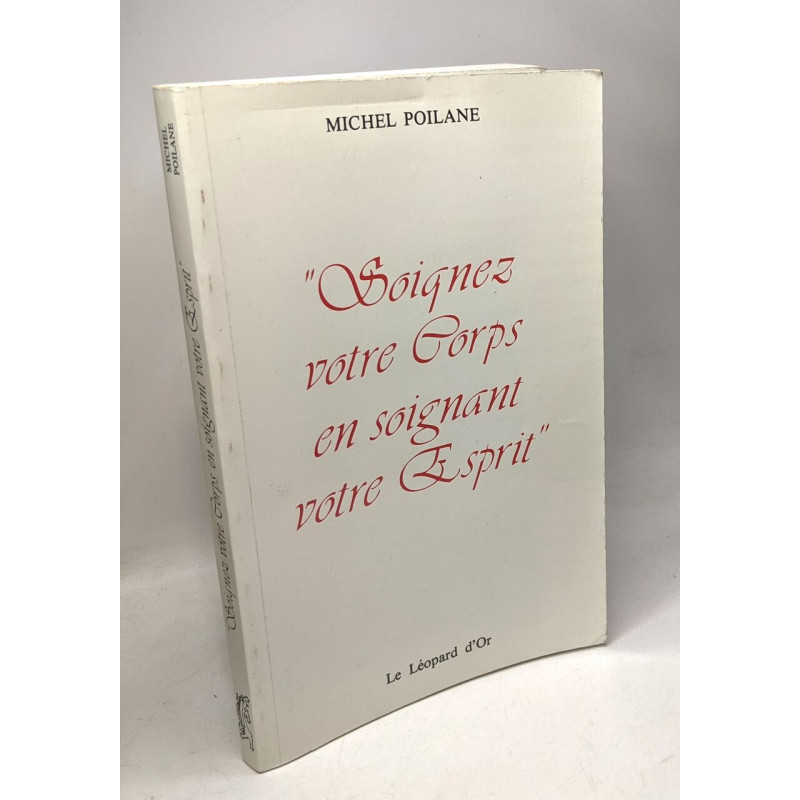 MICHEL POILANE
"Soignez
votre Corps
en soignant
votre Esprit"
Le Léopard d'Or
MICHEL
POILANE
Soignez votre Corps en soignant votre Esprit"